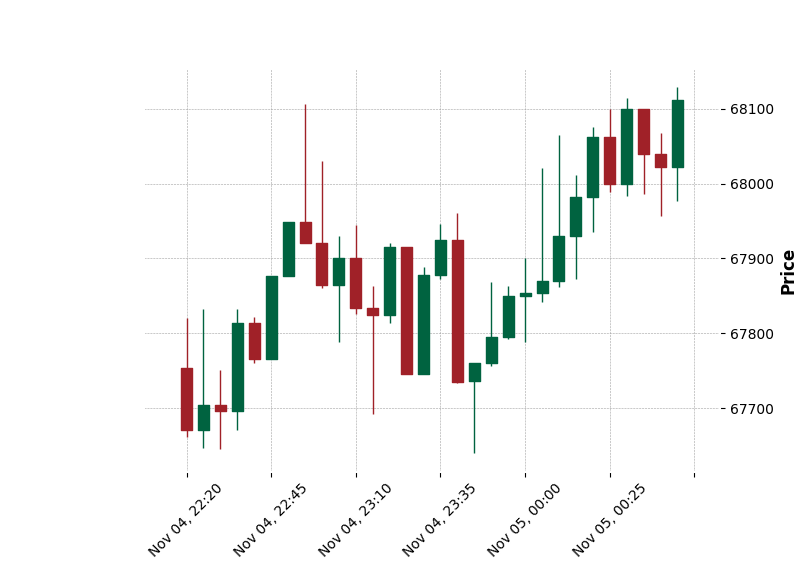 68100
68000
67900
67800
67700
Price
Nov 04, 22:20
Nov 04, 22:45
Nov 04, 23:10
Nov 04, 23:35
Nov 05, 00:00
Nov 05, 00:25